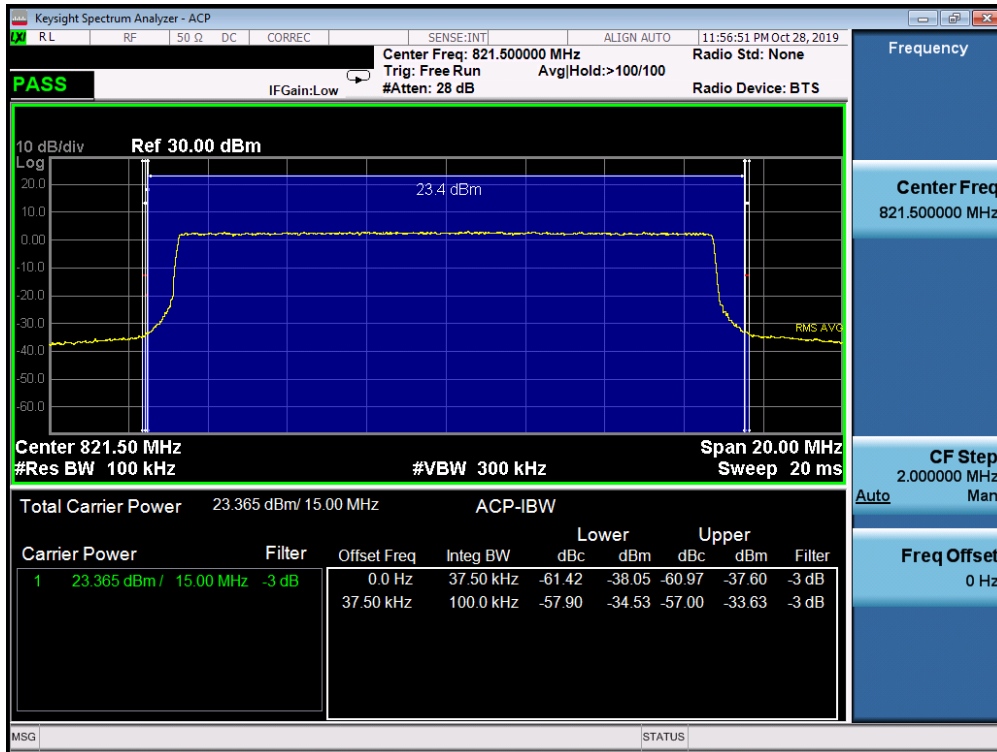 Keysight Spectrum Analyzer - ACP
LXI RL RF 50 Ω DC CORREC SENSE:INT ALIGN AUTO 11:56:51 PM Oct 28, 2019
Center Freq: 821.500000 MHz Radio Std: None
Trig: Free Run Avg|Hold:>100/100
PASS IFGain:Low #Atten: 28 dB Radio Device: BTS
10 dB/div Ref 30.00 dBm
Log
20.0
23.4 dBm
10.0
0.00
-10.0
-20.0
-30.0
RMS AVG
-40.0
-50.0
-60.0
Center 821.50 MHz Span 20.00 MHz
#Res BW 100 kHz #VBW 300 kHz Sweep 20 ms
Total Carrier Power 23.365 dBm/ 15.00 MHz ACP-IBW
Lower Upper
Carrier Power Filter Offset Freq Integ BW dBc dBm dBc dBm Filter
1 23.365 dBm / 15.00 MHz -3 dB 0.0 Hz 37.50 kHz -61.42 -38.05 -60.97 -37.60 -3 dB
37.50 kHz 100.0 kHz -57.90 -34.53 -57.00 -33.63 -3 dB
MSG STATUS
Frequency
Center Freq
821.500000 MHz
CF Step
2.000000 MHz
Auto Man
Freq Offset
0 Hz